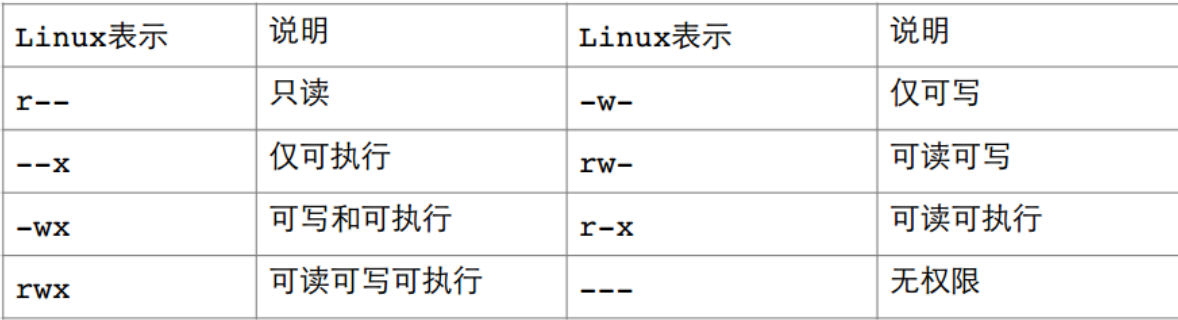 Linux表示 说明 Linux表示 说明
r-- 只读 -w- 仅可写
--x 仅可执行 rw- 可读可写
-wx 可写和可执行 r-x 可读可执行
rwx 可读可写可执行 --- 无权限